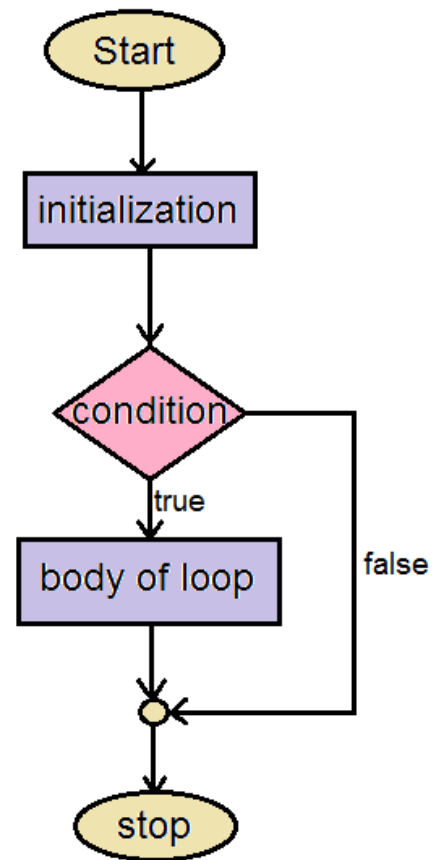 Start
initialization
condition
true
body of loop
false
stop